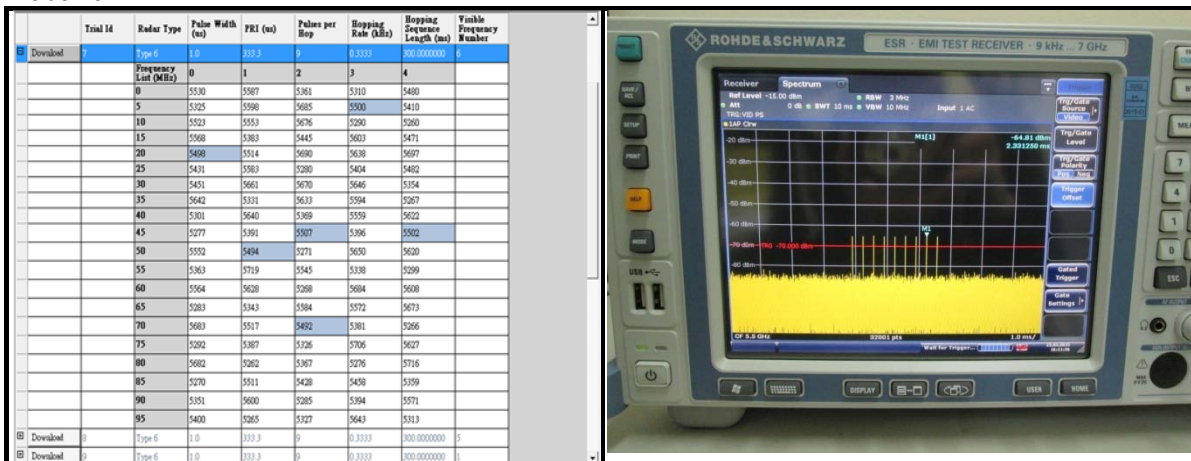 Trial Id Radar Type Pulse Width (us) PRI (us) Pulses per Hop Hopping Rate (kHz) Hopping Sequence Length (ms) Visible Frequency Number
Download 7 Type 6 1.0 333.3 9 0.3333 300.0000000 6
Frequency List (MHz) 0 1 2 3 4
0 5530 5587 5361 5310 5480
5 5325 5598 5685 5500 5410
10 5523 5553 5676 5290 5260
15 5568 5383 5445 5603 5471
20 5498 5514 5690 5638 5697
25 5431 5583 5280 5404 5482
30 5451 5661 5670 5646 5354
35 5642 5331 5633 5594 5267
40 5301 5640 5369 5559 5622
45 5277 5391 5507 5396 5502
50 5552 5494 5271 5650 5620
55 5363 5719 5545 5338 5299
60 5564 5628 5268 5684 5608
65 5283 5343 5584 5572 5673
70 5683 5517 5492 5381 5266
75 5292 5387 5326 5706 5627
80 5682 5262 5367 5276 5716
85 5270 5511 5428 5458 5359
90 5351 5600 5285 5394 5571
95 5400 5265 5327 5643 5313
Download 8 Type 6 1.0 333.3 9 0.3333 300.0000000 5
Download 9 Type 6 1.0 333.3 9 0.3333 300.0000000 1
ROHDE&SCHWARZ ESR · EMI TEST RECEIVER · 9 kHz ... 7 GHz
PRESET
Receiver Spectrum Trigger
Ref Level -15.00 dBm RBW 3 MHz
Att 0 dB SWT 10 ms VBW 10 MHz Input 1 AC
TRG:VID PS
1AP Clrw
M1[1] -64.91 dBm
2.331250 ms
-20 dBm
-30 dBm
-40 dBm
-50 dBm
-60 dBm
M1
-70 dBm TRG -70.000 dBm
-80 dBm
CF 5.5 GHz 32001 pts 1.0 ms/
Wait for Trigger...
Trg/Gate Source
Video
Trg/Gate Level
Trg/Gate Polarity
Pos Neg
Trigger Offset
Gated Trigger
Gate Settings
SETUP
PRINT
HELP
MODE
USB
DISPLAY
USER
HOME
MEA
7
4
1
0
ESC